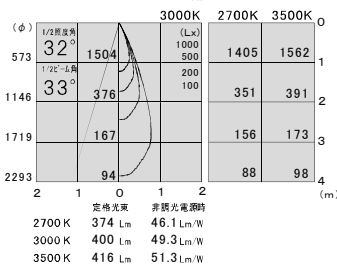 3000K 2700K 3500K
(φ) 1/2照度角 (Lx) 0
32° 1000
573 1504 500 1405 1562 1
1/2ビーム角 200
33° 100
1146 376 351 391 2
1719 167 156 173 3
2293 94 88 98 4
2 1 0 1 2 (m)
定格光束 非調光電源時
2700K 374 Lm 46.1 Lm/W
3000K 400 Lm 49.3 Lm/W
3500K 416 Lm 51.3 Lm/W